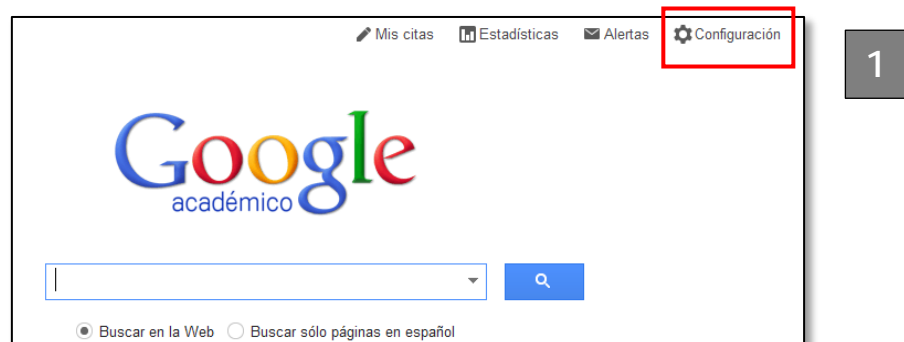 Mis citas Estadísticas Alertas Configuración
1
Google
académico
Buscar en la Web Buscar sólo páginas en español